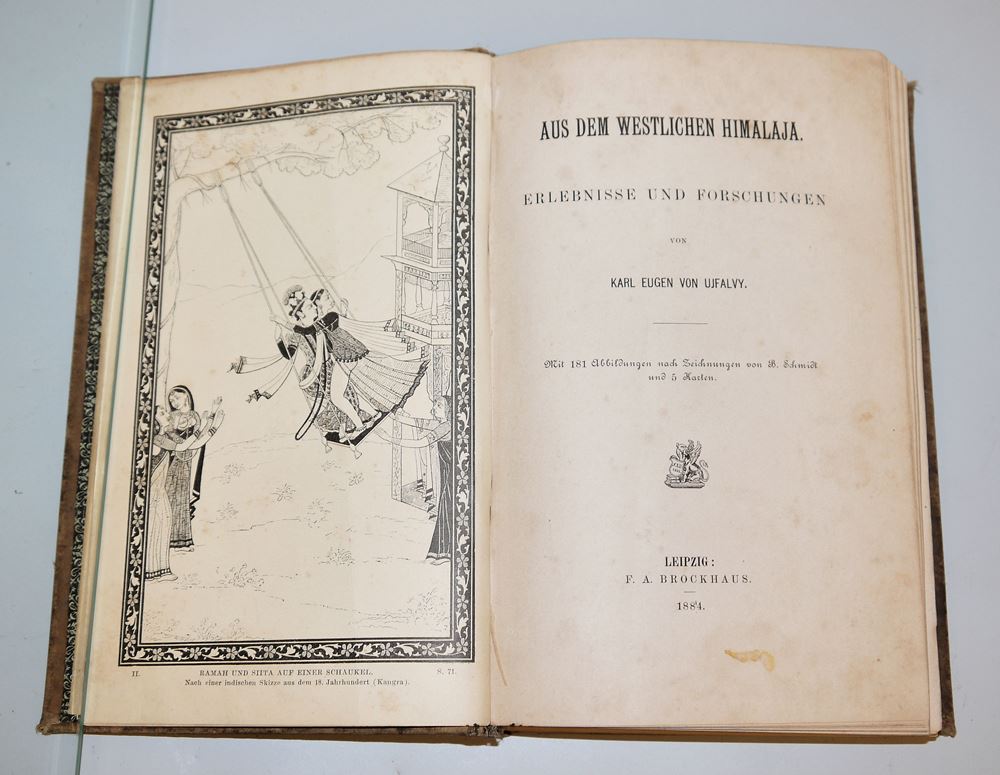 II.
RAMAH UND SIITA AUF EINER SCHAUKEL.
S. 71.
Nach einer indischen Skizze aus dem 18. Jahrhundert (Kangra).
AUS DEM WESTLICHEN HIMALAJA.
ERLEBNISSE UND FORSCHUNGEN
VON
KARL EUGEN VON UJFALVY.
Mit 181 Abbildungen nach Zeichnungen von B. Schmidt
und 5 Karten.
LEIPZIG:
F. A. BROCKHAUS.
1884.